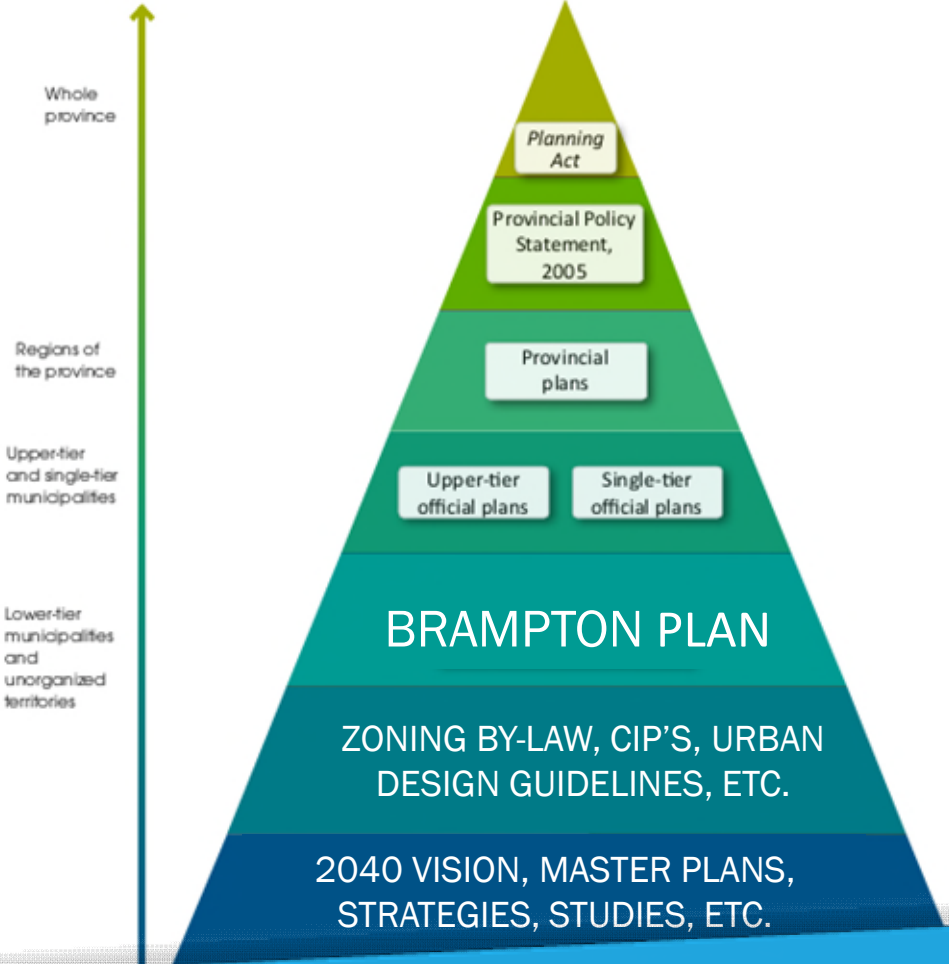 Whole
province
Planning
Act
Provincial Policy
Statement,
2005
Regions of
the province
Provincial
plans
Upper-tier
and single-tier
municipalities
Upper-tier
official plans
Single-tier
official plans
Lower-tier
municipalities
and
unorganized
territories
BRAMPTON PLAN
ZONING BY-LAW, CIP'S, URBAN
DESIGN GUIDELINES, ETC.
2040 VISION, MASTER PLANS,
STRATEGIES, STUDIES, ETC.